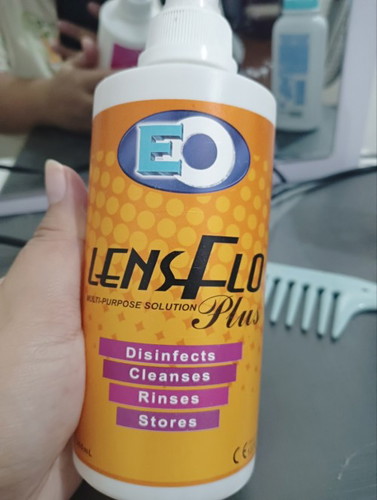 EO
LENSFLO
MULTI-PURPOSE SOLUTION
Plus
Disinfects
Cleanses
Rinses
Stores
CE